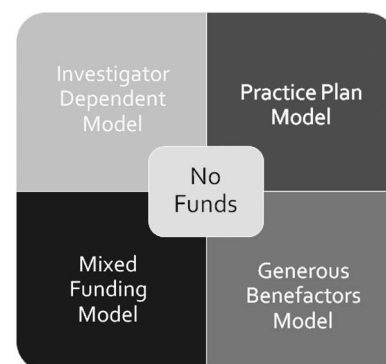 Investigator
Dependent
Model
Practice Plan
Model
No
Funds
Mixed
Funding
Model
Generous
Benefactors
Model